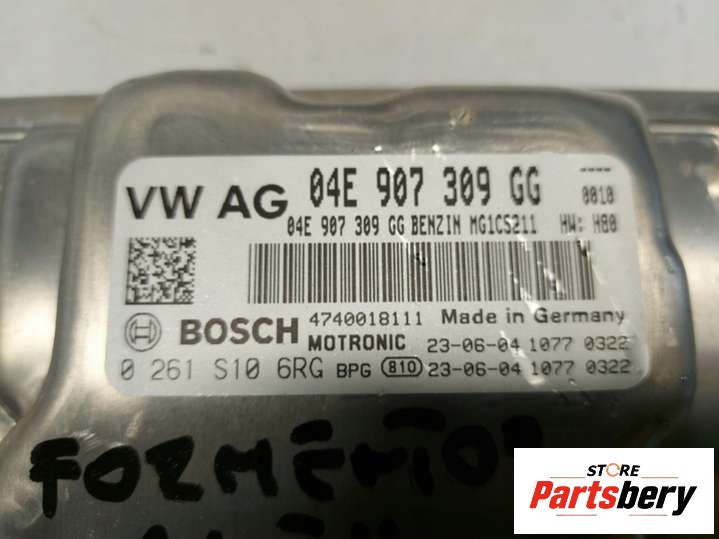 VW AG 04E 907 309 GG ----
0010
04E 907 309 GG BENZIN MG1CS211 HW: H80
BOSCH 4740018111 Made in Germany
MOTRONIC 23-06-04 1077 0322
0 261 S10 6RG BPG 810 23-06-04 1077 0322
FORMENTOR
STORE
Partsbery